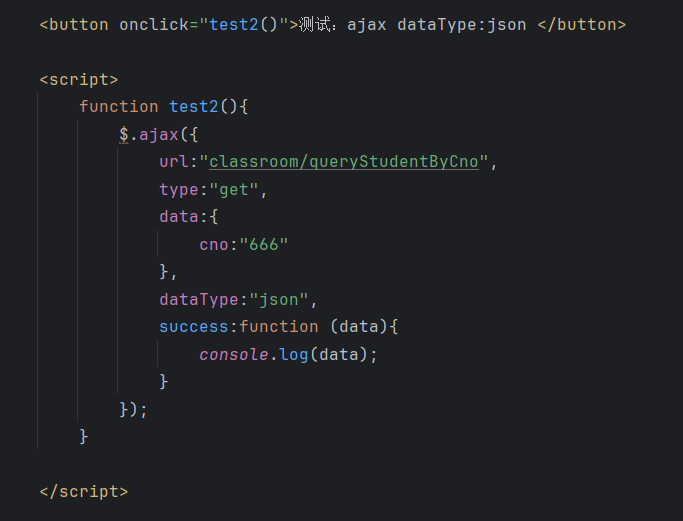 <button onclick="test2()">测试：ajax dataType:json </button>
<script>
function test2(){
$.ajax({
url:"classroom/queryStudentByCno",
type:"get",
data:{
cno:"666"
},
dataType:"json",
success:function (data){
console.log(data);
}
});
}
</script>